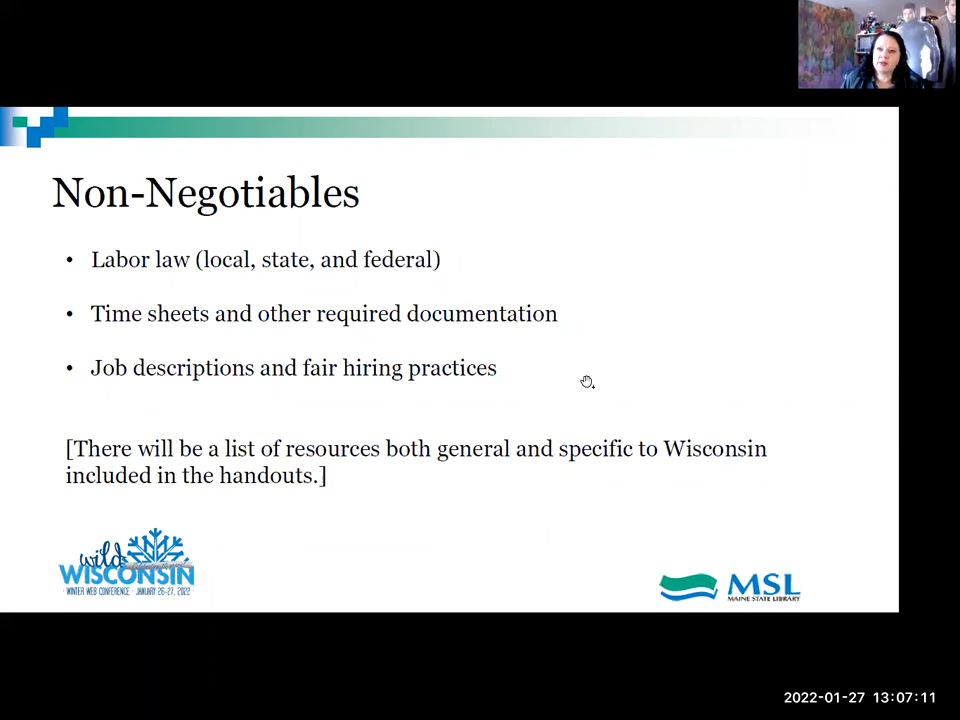 Non-Negotiables
• Labor law (local, state, and federal)
• Time sheets and other required documentation
• Job descriptions and fair hiring practices
[There will be a list of resources both general and specific to Wisconsin
included in the handouts.]
wild
WISCONSIN
· WINTER WEB CONFERENCE · JANUARY 26-27, 2022 ·
MSL
MAINE STATE LIBRARY
2022-01-27 13:07:11